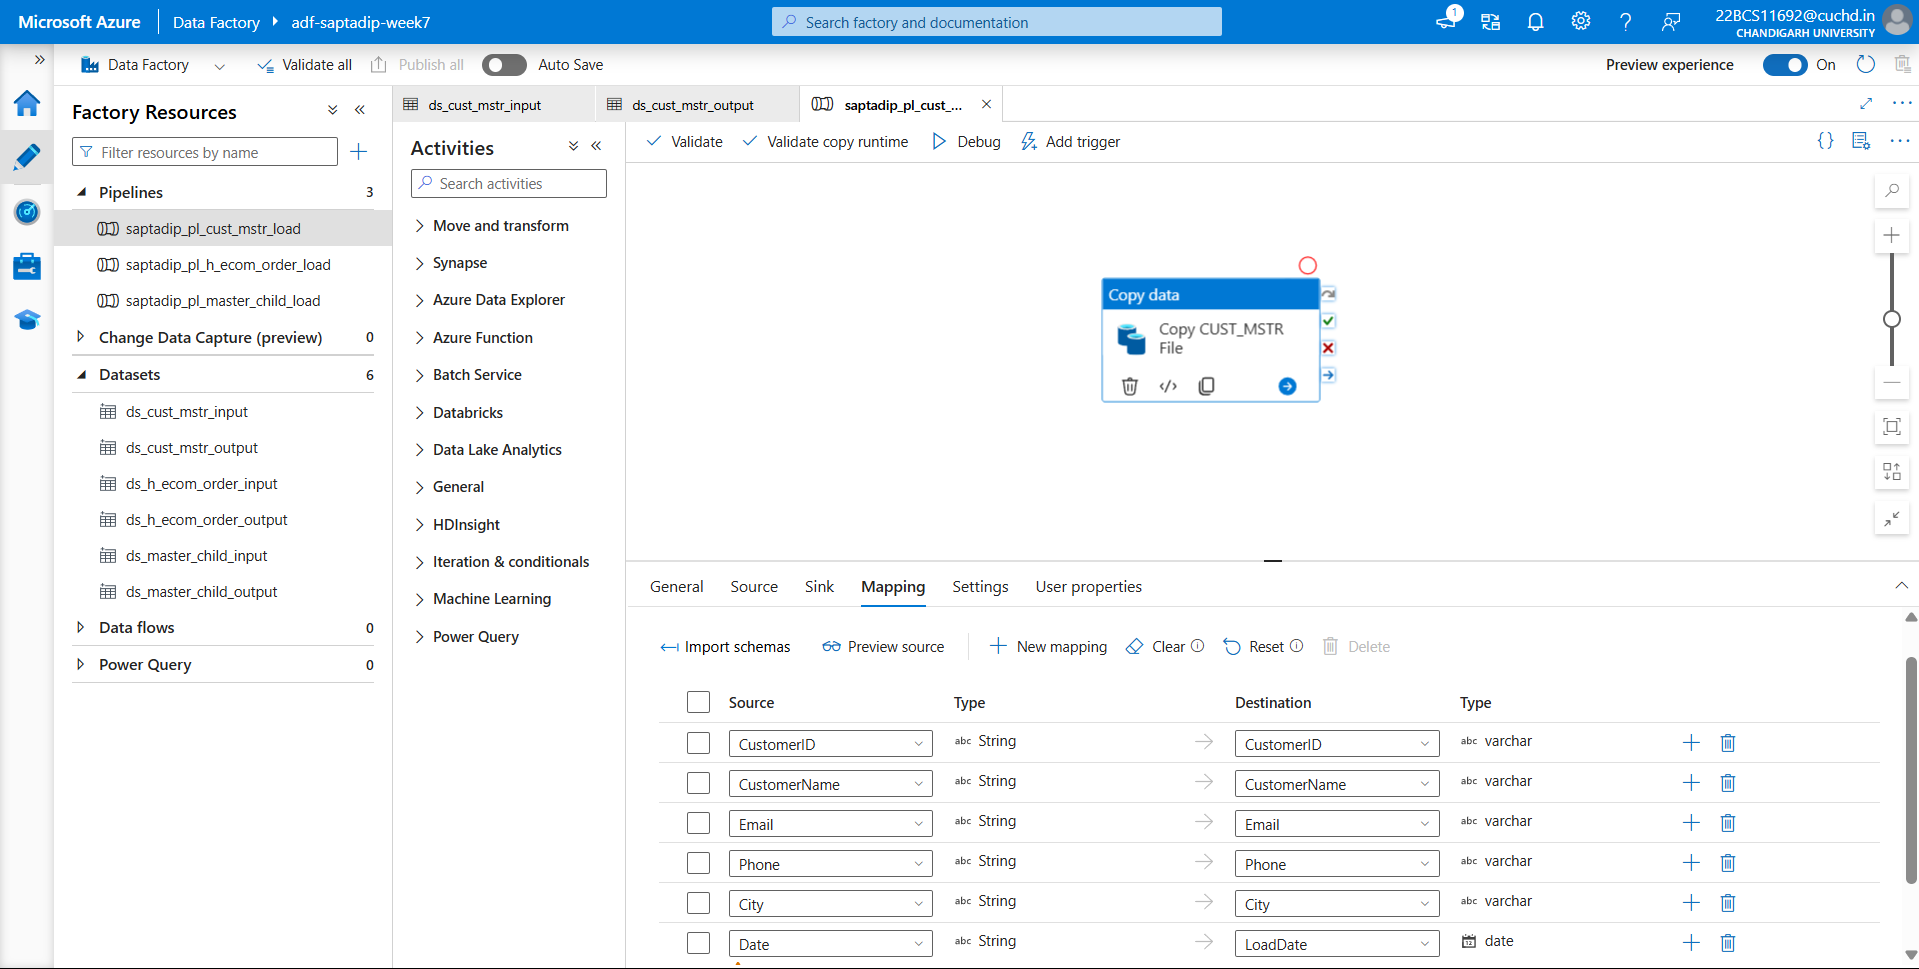 Microsoft Azure
Data Factory
adf-saptadip-week7
Search factory and documentation
1
22BCS11692@cuchd.in
CHANDIGARH UNIVERSITY
Data Factory
Validate all
Publish all
Auto Save
Preview experience
On
Factory Resources
Filter resources by name
Pipelines 3
saptadip_pl_cust_mstr_load
saptadip_pl_h_ecom_order_load
saptadip_pl_master_child_load
Change Data Capture (preview) 0
Datasets 6
ds_cust_mstr_input
ds_cust_mstr_output
ds_h_ecom_order_input
ds_h_ecom_order_output
ds_master_child_input
ds_master_child_output
Data flows 0
Power Query 0
ds_cust_mstr_input
ds_cust_mstr_output
saptadip_pl_cust_...
Activities
Search activities
Move and transform
Synapse
Azure Data Explorer
Azure Function
Batch Service
Databricks
Data Lake Analytics
General
HDInsight
Iteration & conditionals
Machine Learning
Power Query
Validate
Validate copy runtime
Debug
Add trigger
Copy data
Copy CUST_MSTR
File
General
Source
Sink
Mapping
Settings
User properties
Import schemas
Preview source
New mapping
Clear
Reset
Delete
Source Type Destination Type
CustomerID abc String CustomerID abc varchar
CustomerName abc String CustomerName abc varchar
Email abc String Email abc varchar
Phone abc String Phone abc varchar
City abc String City abc varchar
Date abc String LoadDate date